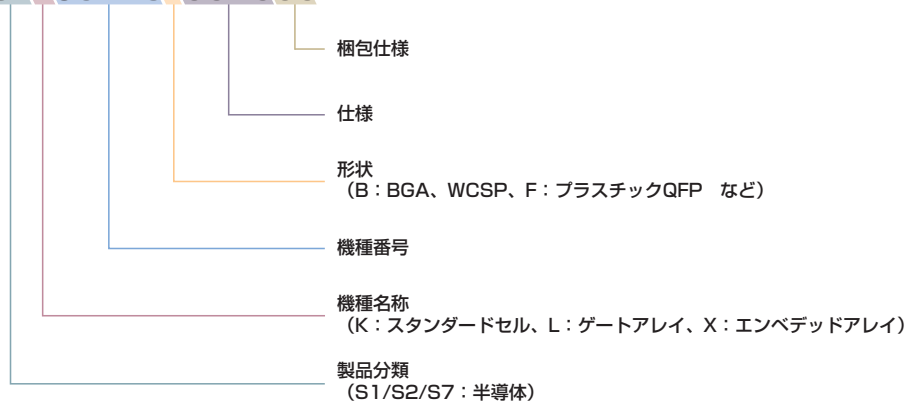 梱包仕様
仕様
形状
（B：BGA、WCSP、F：プラスチックQFP　など）
機種番号
機種名称
（K：スタンダードセル、L：ゲートアレイ、X：エンベデッドアレイ）
製品分類
（S1/S2/S7：半導体）